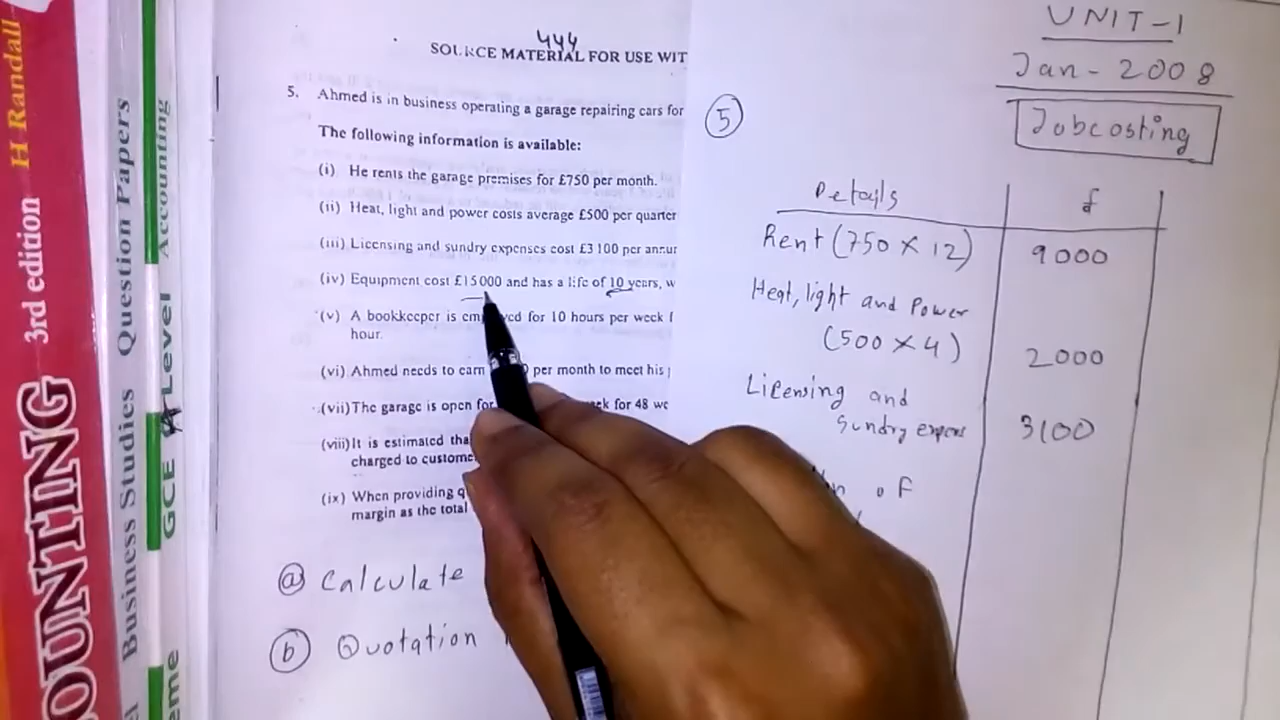 H Randall
3rd edition
OUNTING
Question Papers
Business Studies
Accounting
GCE A Level
eme
444
SOURCE MATERIAL FOR USE WIT
5. Ahmed is in business operating a garage repairing cars for
The following information is available:
(i) He rents the garage premises for £750 per month.
(ii) Heat, light and power costs average £500 per quarter
(iii) Licensing and sundry expenses cost £3 100 per annum
(iv) Equipment cost £15 000 and has a life of 10 years, w
(v) A bookkeeper is em ed for 10 hours per week f
hour.
(vi) Ahmed needs to earn per month to meet his
(vii) The garage is open for k for 48 we
(viii) It is estimated tha
charged to custome
(ix) When providing q
margin as the total
(a) Calculate
(b) Quotation
UNIT-1
Jan - 2008
Jobcosting
(5)
Details £
Rent (750 × 12) 9000
Heat, light and Power
(500 × 4) 2000
Licensing and
Sundry expens 3100
of